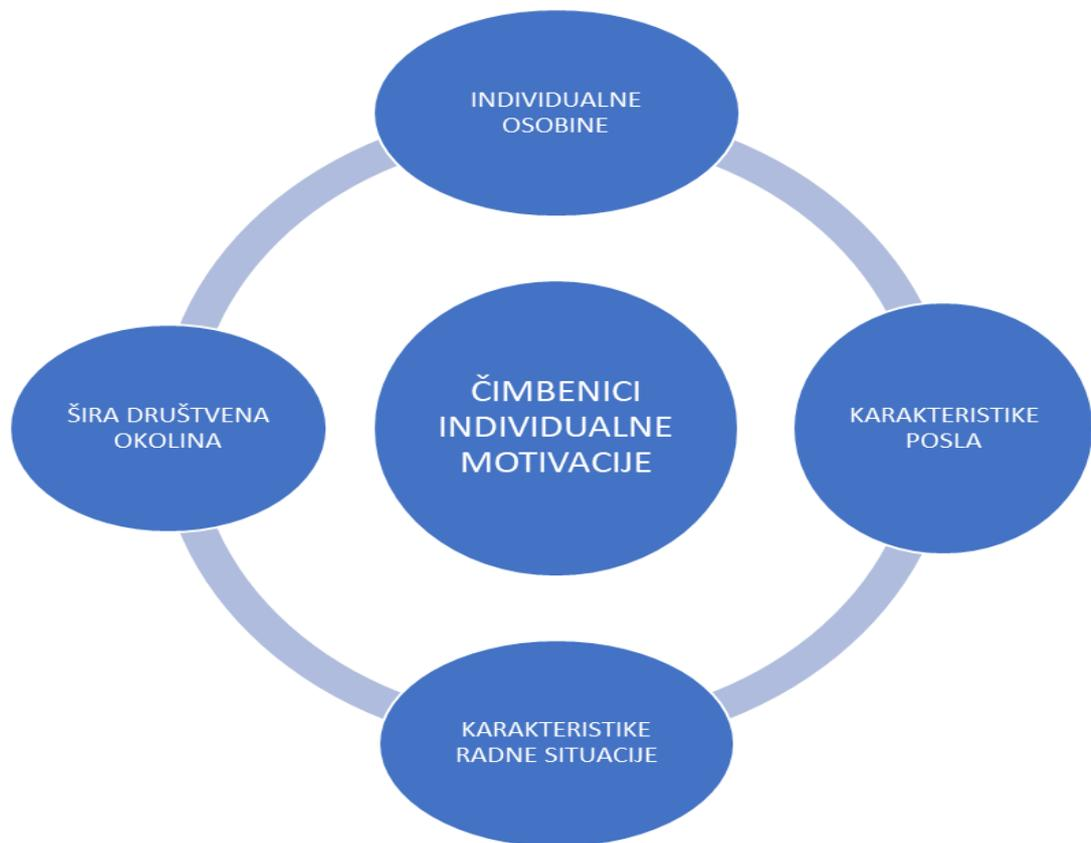 INDIVIDUALNE
OSOBINE
ČIMBENICI
INDIVIDUALNE
MOTIVACIJE
ŠIRA DRUŠTVENA
OKOLINA
KARAKTERISTIKE
POSLA
KARAKTERISTIKE
RADNE SITUACIJE